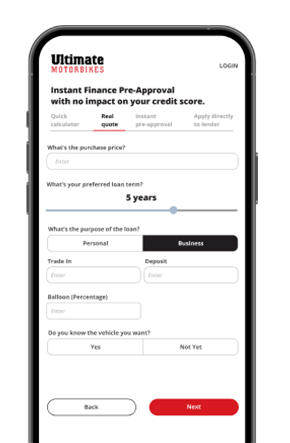 Ultimate
MOTORBIKES
LOGIN
Instant Finance Pre-Approval
with no impact on your credit score.
Quick Real Instant Apply directly
calculator quote pre-approval to lender
What's the purchase price?
Enter
What's your preferred loan term?
5 years
What's the purpose of the loan?
Personal Business
Trade In Deposit
Enter Enter
Balloon (Percentage)
Enter
Do you know the vehicle you want?
Yes Not Yet
Back Next